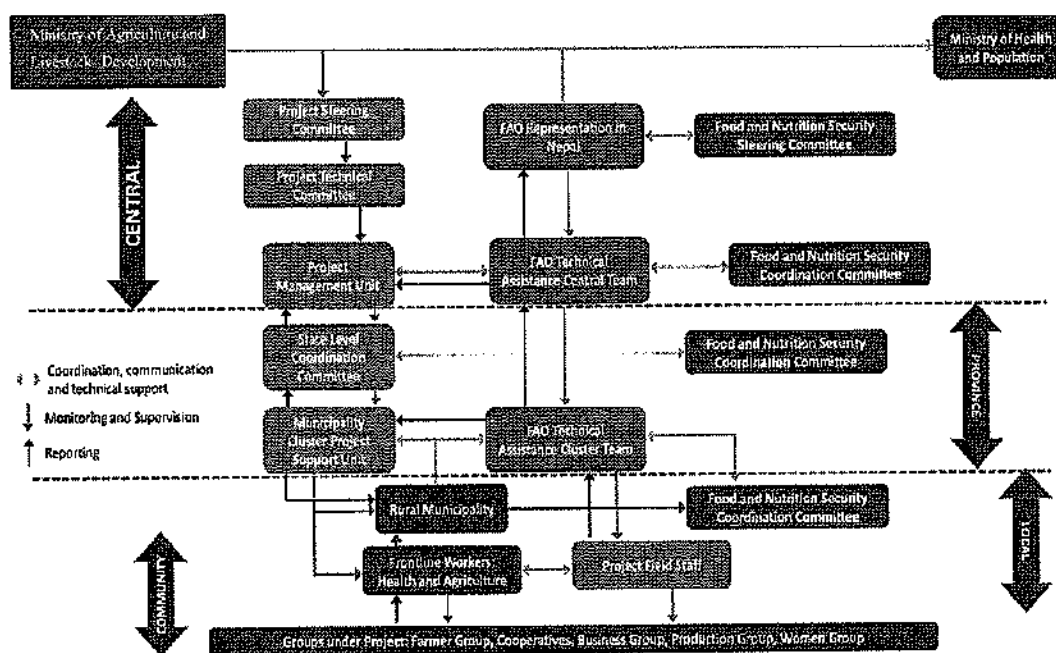 Ministry of Agriculture and
Livestock Development
Ministry of Health
and Population
Project Steering
Committee
FAO Representation in
Nepal
Food and Nutrition Security
Steering Committee
Project Technical
Committee
CENTRAL
Project
Management Unit
FAO Technical
Assistance Central Team
Food and Nutrition Security
Coordination Committee
State Level
Coordination
Committee
Food and Nutrition Security
Coordination Committee
PROVINCE
Coordination, communication
and technical support
Monitoring and Supervision
Reporting
Municipality
Cluster Project
Support Unit
FAO Technical
Assistance Cluster Team
Rural Municipality
Food and Nutrition Security
Coordination Committee
LOCAL
Frontline Workers
Health and Agriculture
Project Field Staff
COMMUNITY
Groups under Project: Farmer Group, Cooperatives, Business Group, Production Group, Women Group